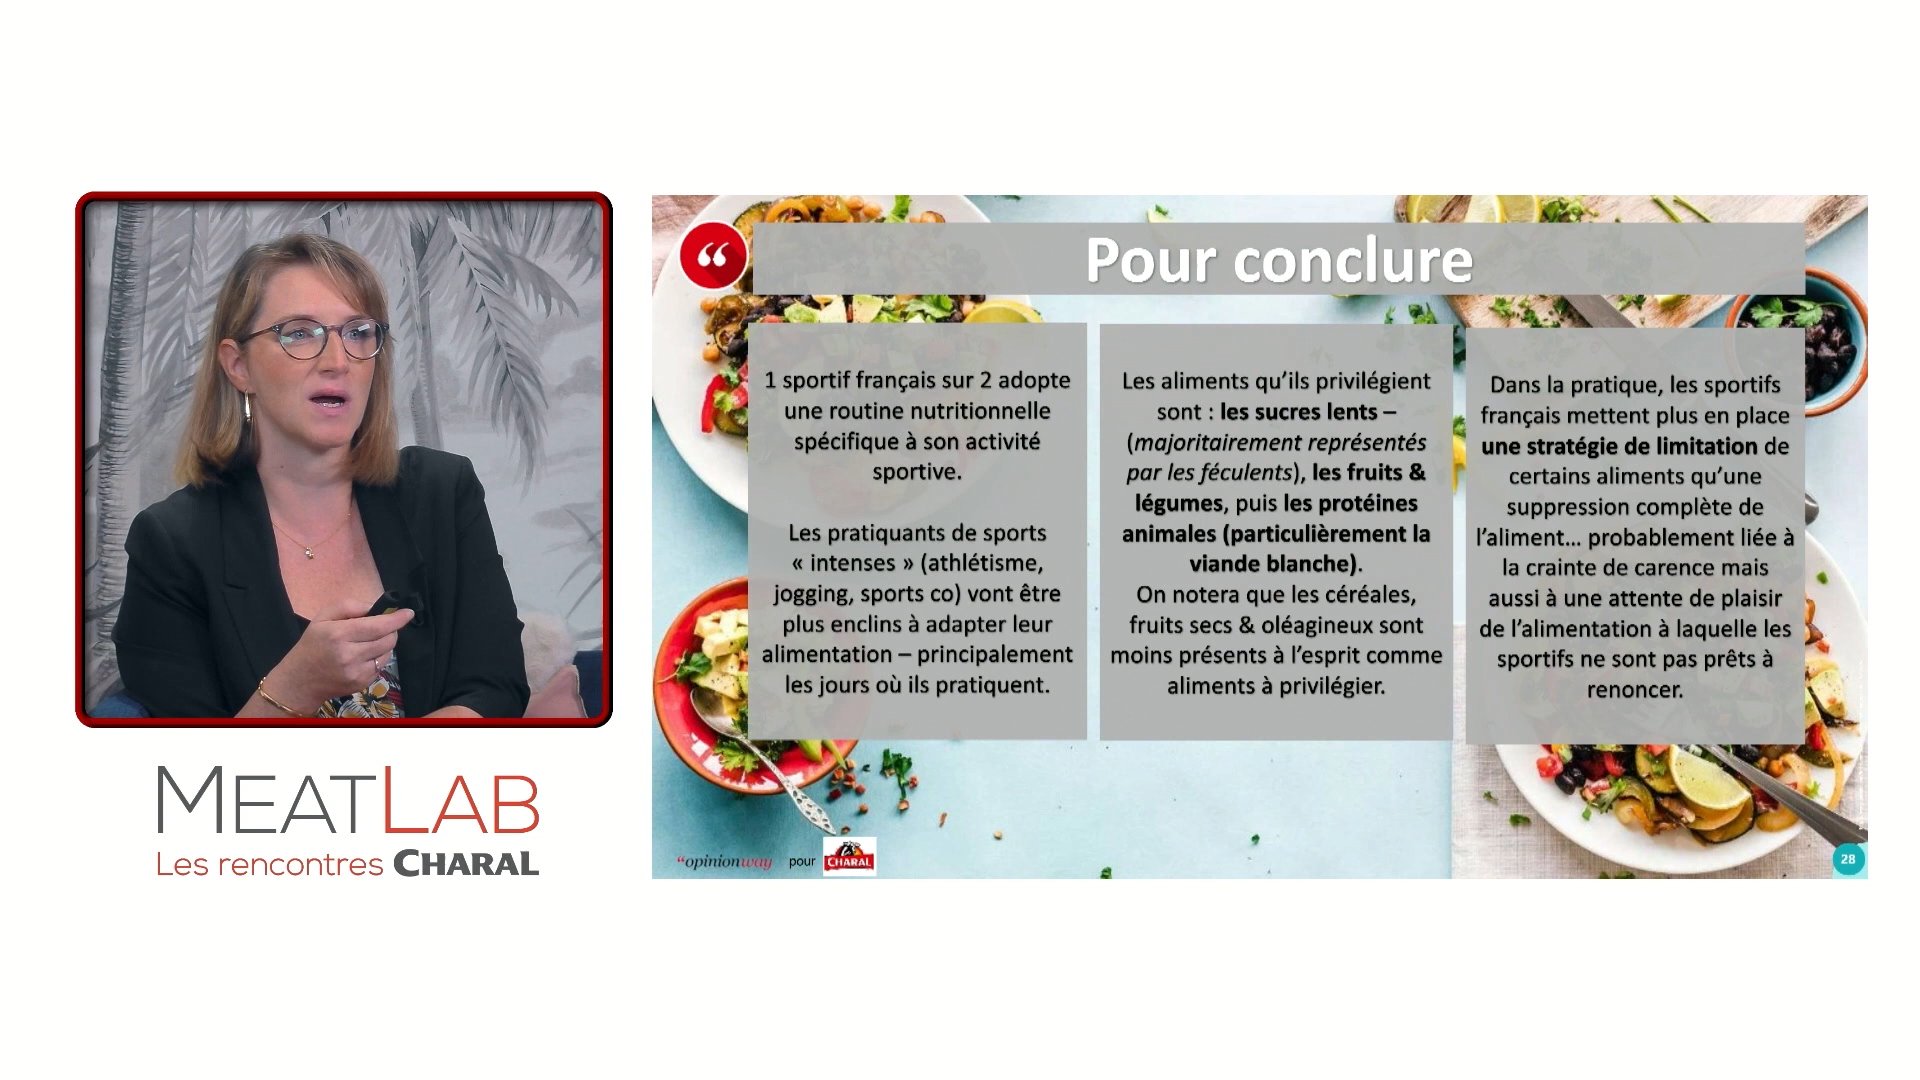 MEATLAB
Les rencontres CHARAL
“
Pour conclure
1 sportif français sur 2 adopte
une routine nutritionnelle
spécifique à son activité
sportive.
Les pratiquants de sports
« intenses » (athlétisme,
jogging, sports co) vont être
plus enclins à adapter leur
alimentation – principalement
les jours où ils pratiquent.
Les aliments qu’ils privilégient
sont : les sucres lents –
(majoritairement représentés
par les féculents), les fruits &
légumes, puis les protéines
animales (particulièrement la
viande blanche).
On notera que les céréales,
fruits secs & oléagineux sont
moins présents à l’esprit comme
aliments à privilégier.
Dans la pratique, les sportifs
français mettent plus en place
une stratégie de limitation de
certains aliments qu’une
suppression complète de
l’aliment... probablement liée à
la crainte de carence mais
aussi à une attente de plaisir
de l’alimentation à laquelle les
sportifs ne sont pas prêts à
renoncer.
“opinionway pour CHARAL
28